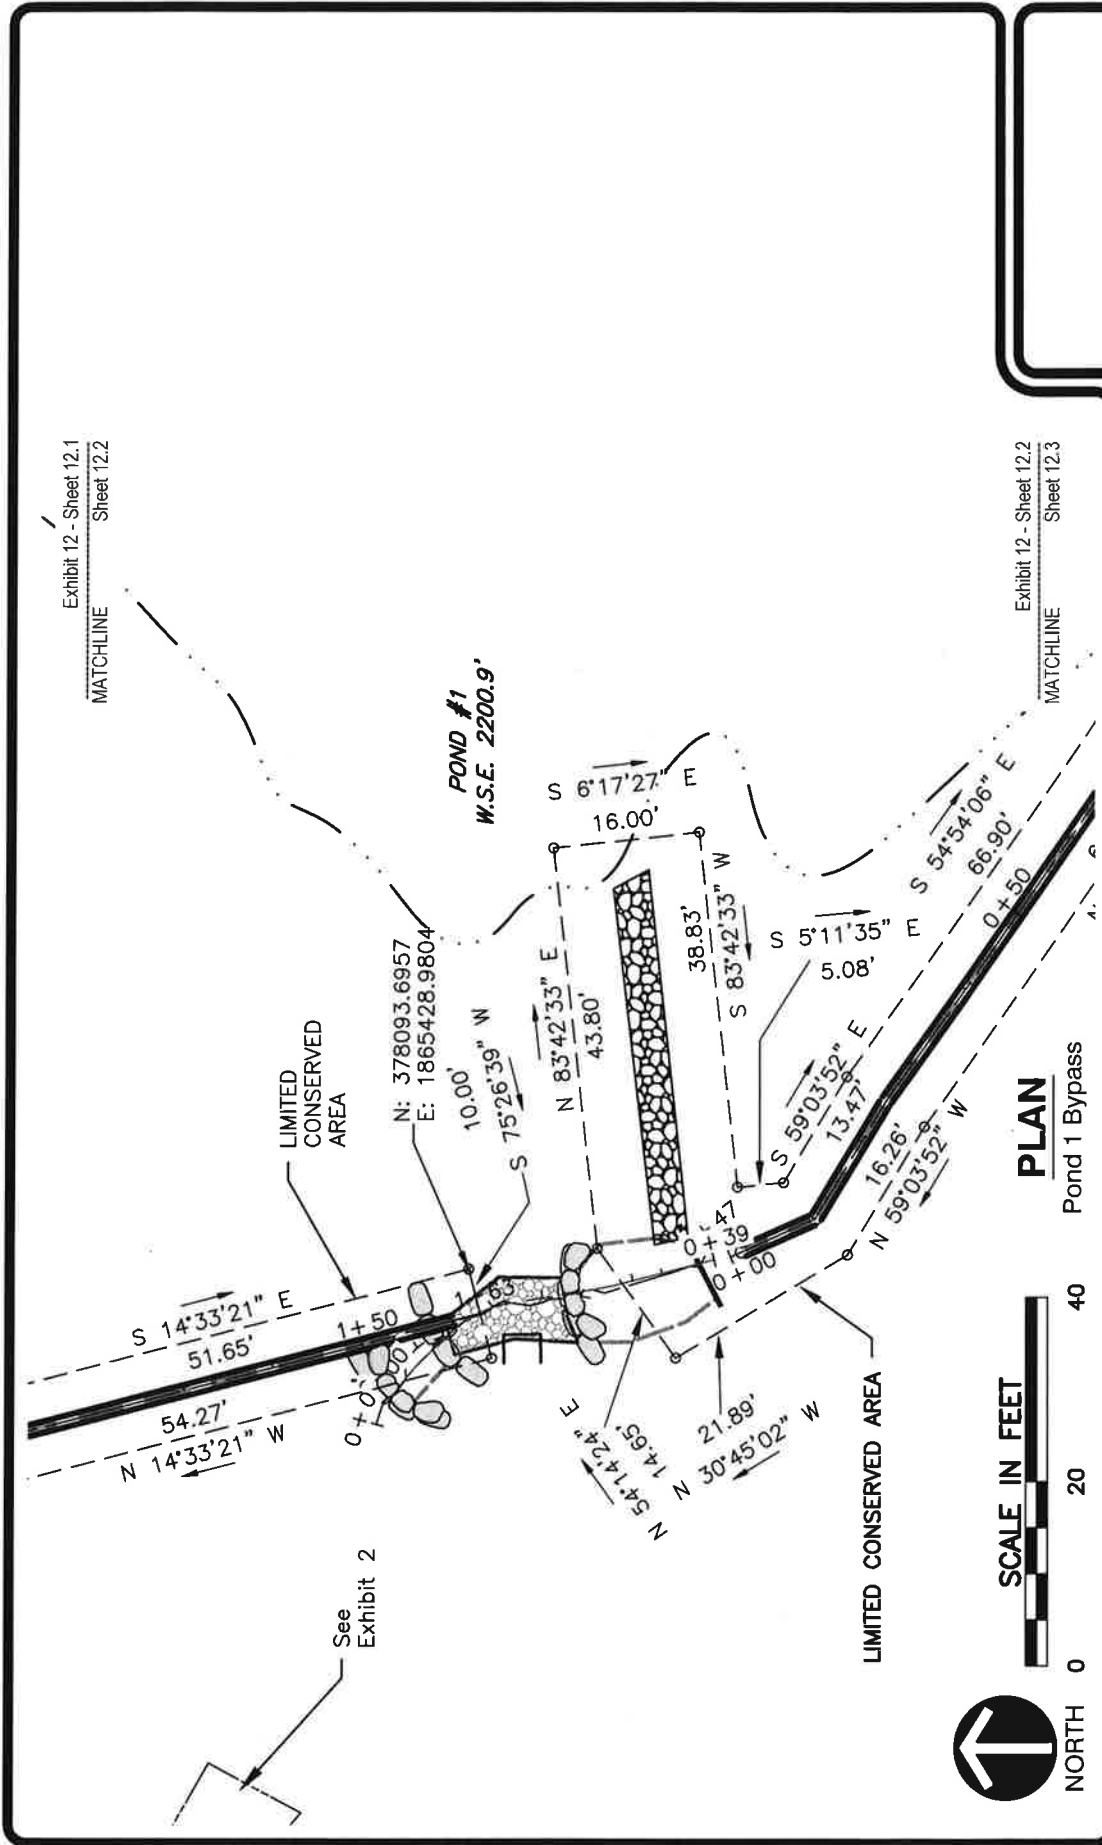 Exhibit 12 - Sheet 12.1
MATCHLINE Sheet 12.2
POND #1
W.S.E. 2200.9'
LIMITED
CONSERVED
AREA
N: 378093.6957
E: 1865428.9804
10.00'
S 75°26'39" W
S 14°33'21" E
51.65'
1+50
54.27'
N 14°33'21" W
See
Exhibit 2
N 83°42'33" E
43.80'
S 6°17'27" E
16.00'
38.83'
S 83°42'33" W
S 5°11'35" E
5.08'
0+39
0+00
N 54°14'24" E
14.65'
21.89'
N 30°45'02" W
S 59°03'52" E
13.47'
16.26'
N 59°03'52" W
S 54°54'06" E
66.90'
0+50
LIMITED CONSERVED AREA
Exhibit 12 - Sheet 12.2
MATCHLINE Sheet 12.3
PLAN
Pond 1 Bypass
SCALE IN FEET
0 20 40
NORTH